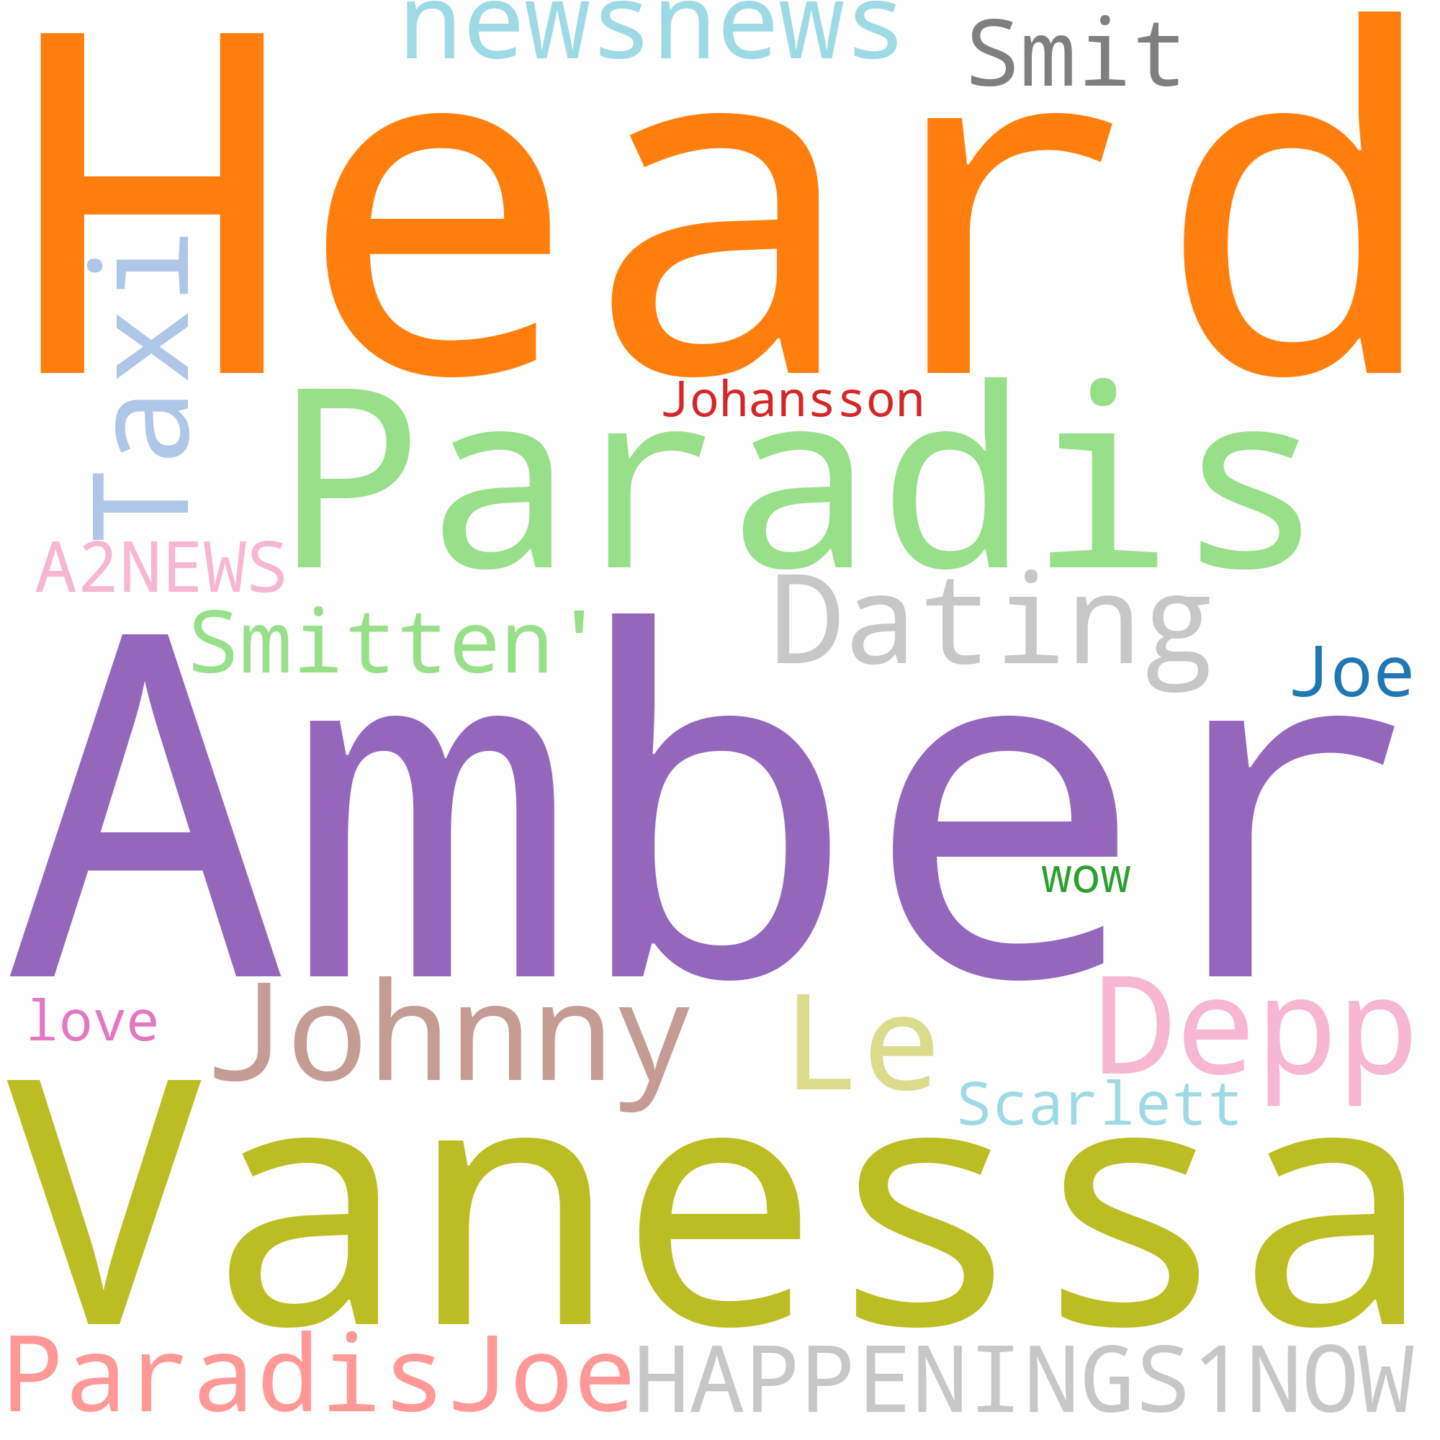 newsnews
Smit
Heard
Taxi
Johansson
Paradis
A2NEWS
Dating
Smitten'
Joe
Amber
wow
love
Johnny
Le
Depp
Scarlett
Vanessa
ParadisJoe
HAPPENINGS1NOW